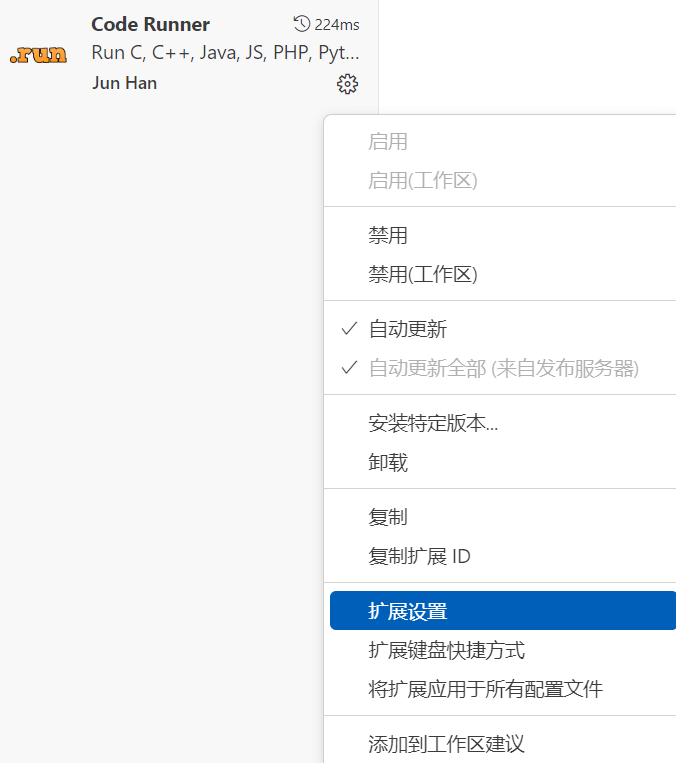 Code Runner 224ms
.run
Run C, C++, Java, JS, PHP, Pyt...
Jun Han
启用
启用(工作区)
禁用
禁用(工作区)
自动更新
自动更新全部 (来自发布服务器)
安装特定版本...
卸载
复制
复制扩展 ID
扩展设置
扩展键盘快捷方式
将扩展应用于所有配置文件
添加到工作区建议